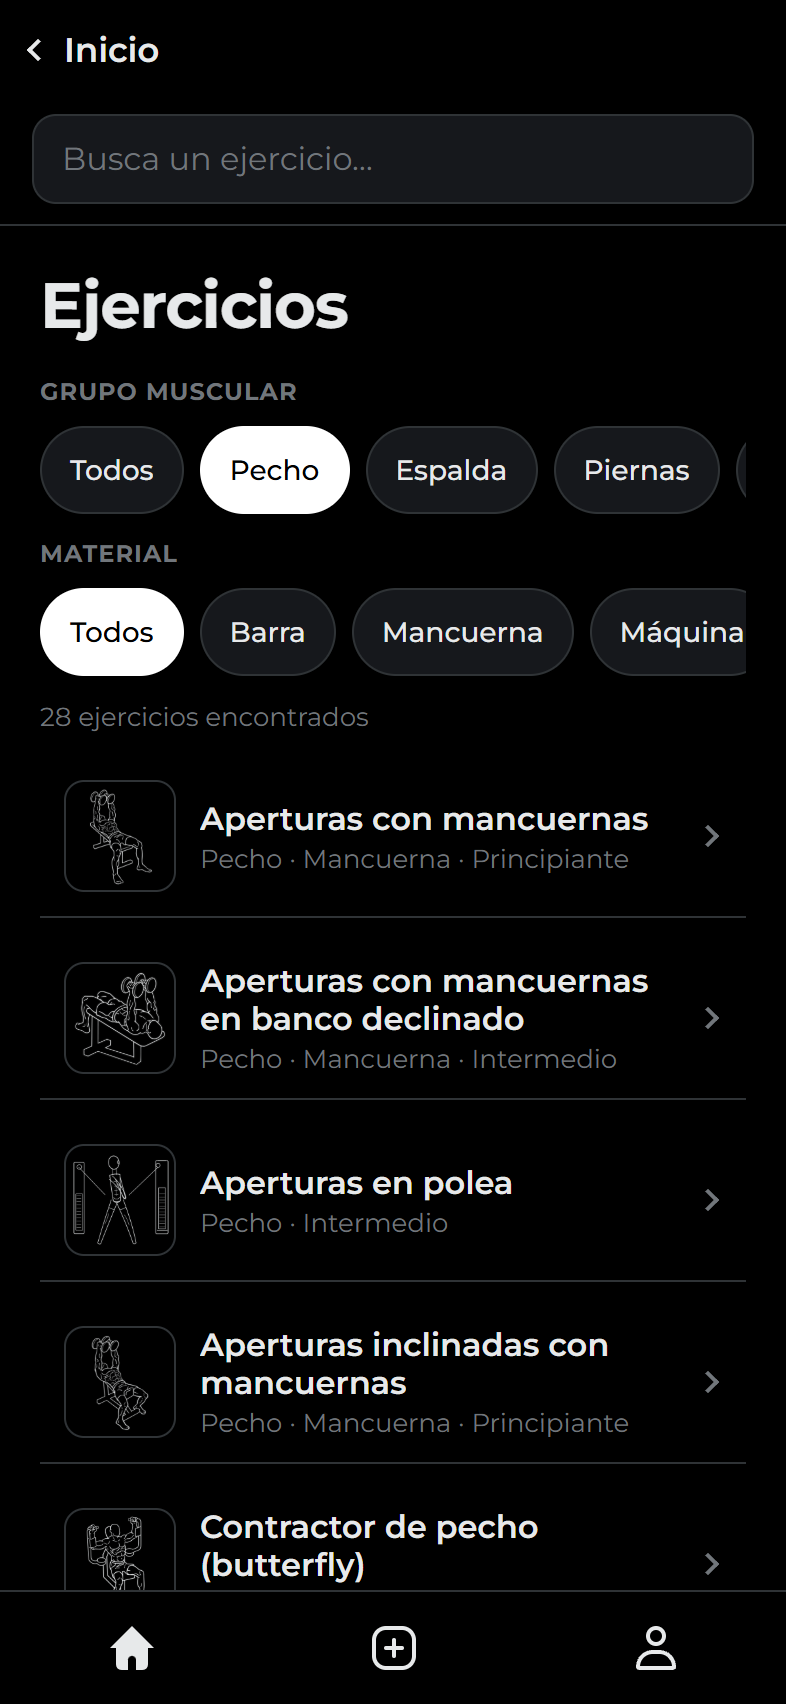 Inicio
Busca un ejercicio...
Ejercicios
GRUPO MUSCULAR
Todos
Pecho
Espalda
Piernas
MATERIAL
Todos
Barra
Mancuerna
Máquina
28 ejercicios encontrados
Aperturas con mancuernas
Pecho · Mancuerna · Principiante
Aperturas con mancuernas
en banco declinado
Pecho · Mancuerna · Intermedio
Aperturas en polea
Pecho · Intermedio
Aperturas inclinadas con
mancuernas
Pecho · Mancuerna · Principiante
Contractor de pecho
(butterfly)